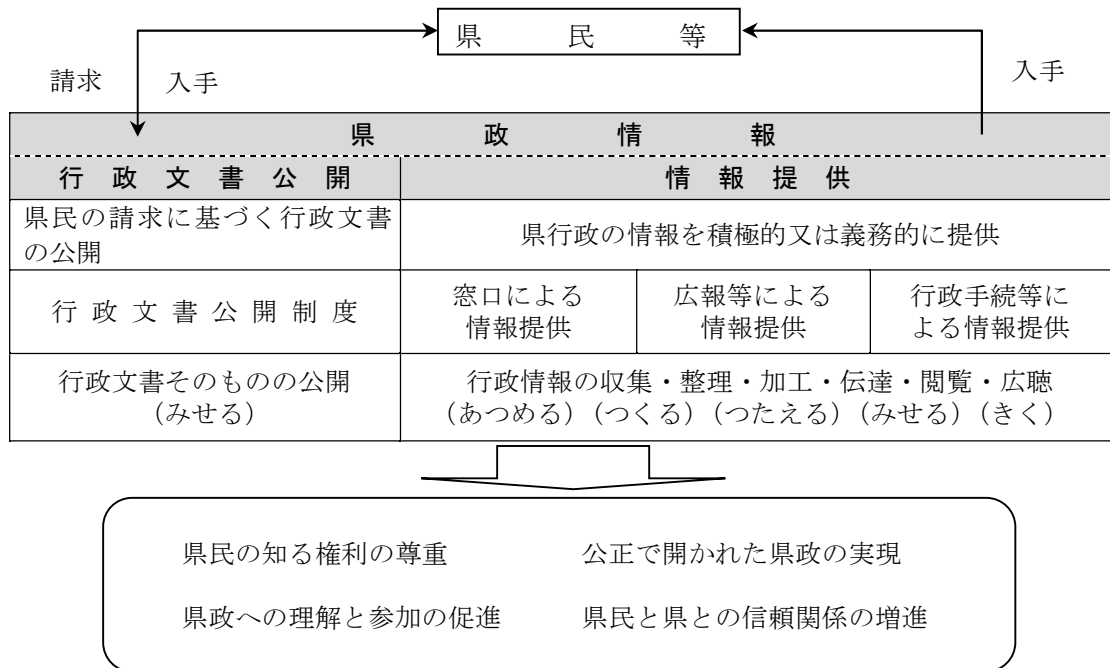 県 民 等
請求 入手
入手
県 政 情 報
行 政 文 書 公 開
情 報 提 供
県民の請求に基づく行政文書
の公開
県行政の情報を積極的又は義務的に提供
行 政 文 書 公 開 制 度
窓口による
情報提供
広報等による
情報提供
行政手続等に
よる情報提供
行政文書そのものの公開
(みせる)
行政情報の収集・整理・加工・伝達・閲覧・広聴
(あつめる)(つくる)(つたえる)(みせる)(きく)
県民の知る権利の尊重
公正で開かれた県政の実現
県政への理解と参加の促進
県民と県との信頼関係の増進